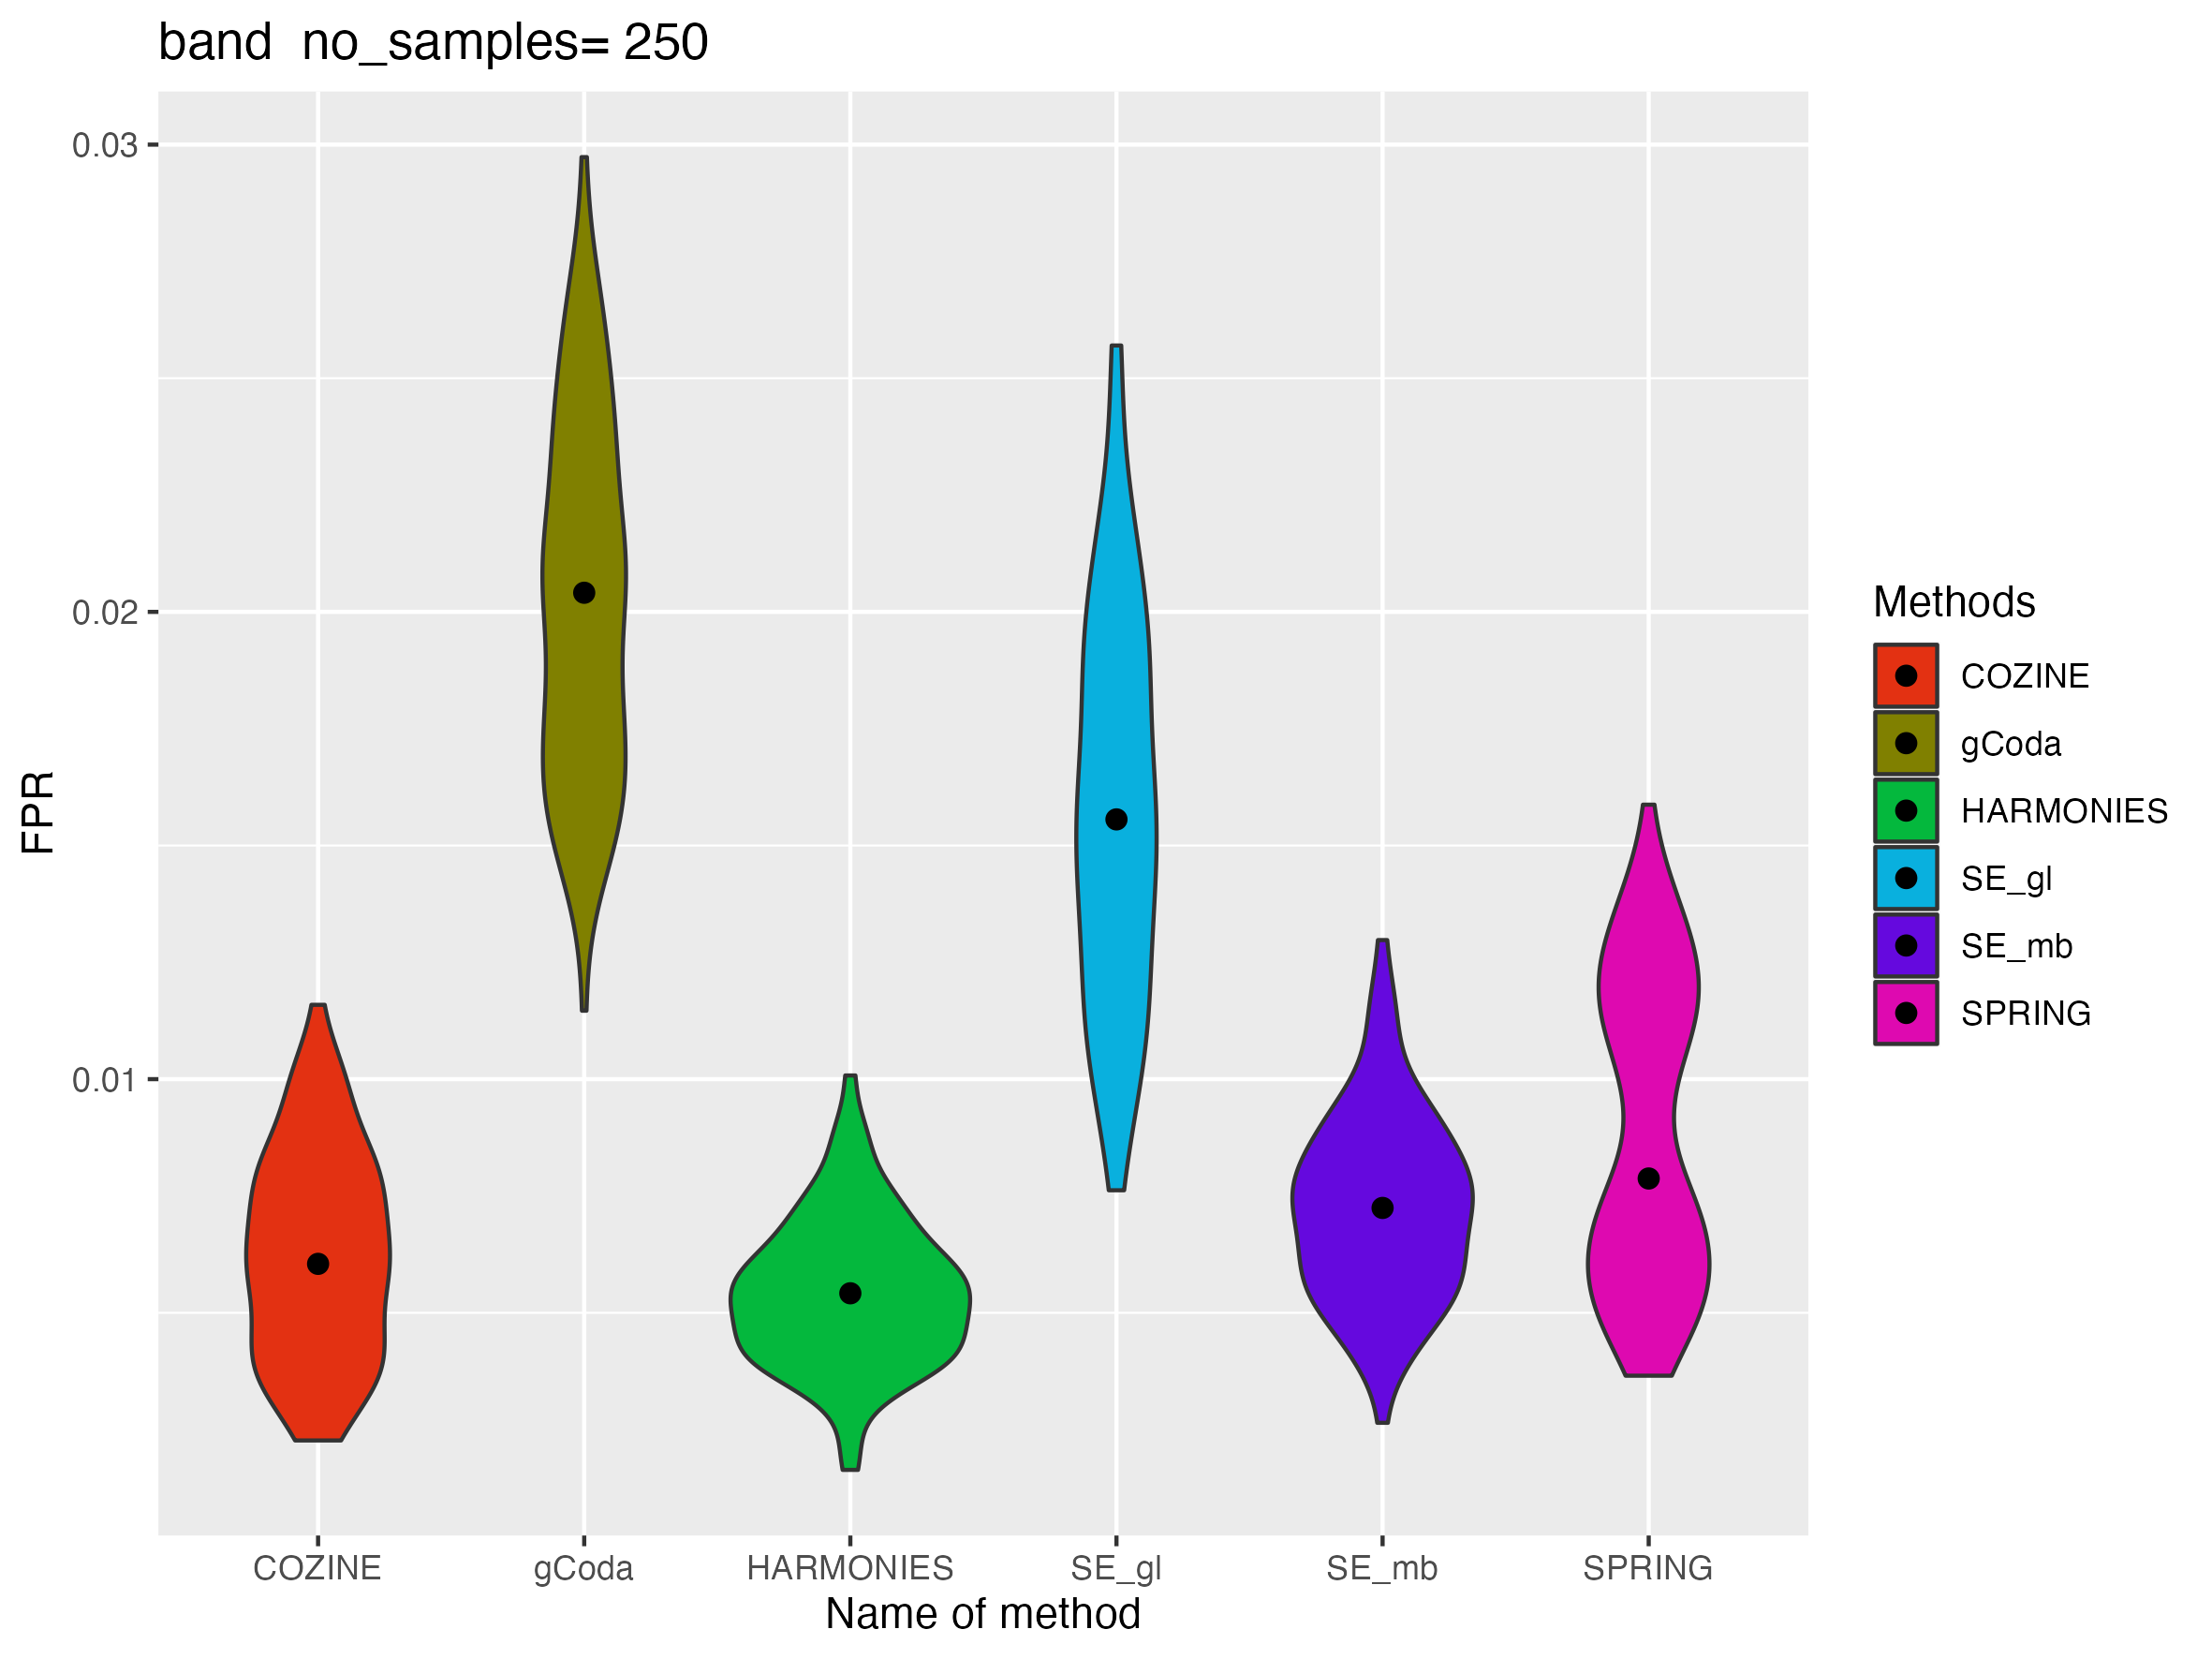 band  no_samples= 250
FPR
0.03
0.02
0.01
COZINE
gCoda
HARMONIES
SE_gl
SE_mb
SPRING
Name of method
Methods
COZINE
gCoda
HARMONIES
SE_gl
SE_mb
SPRING